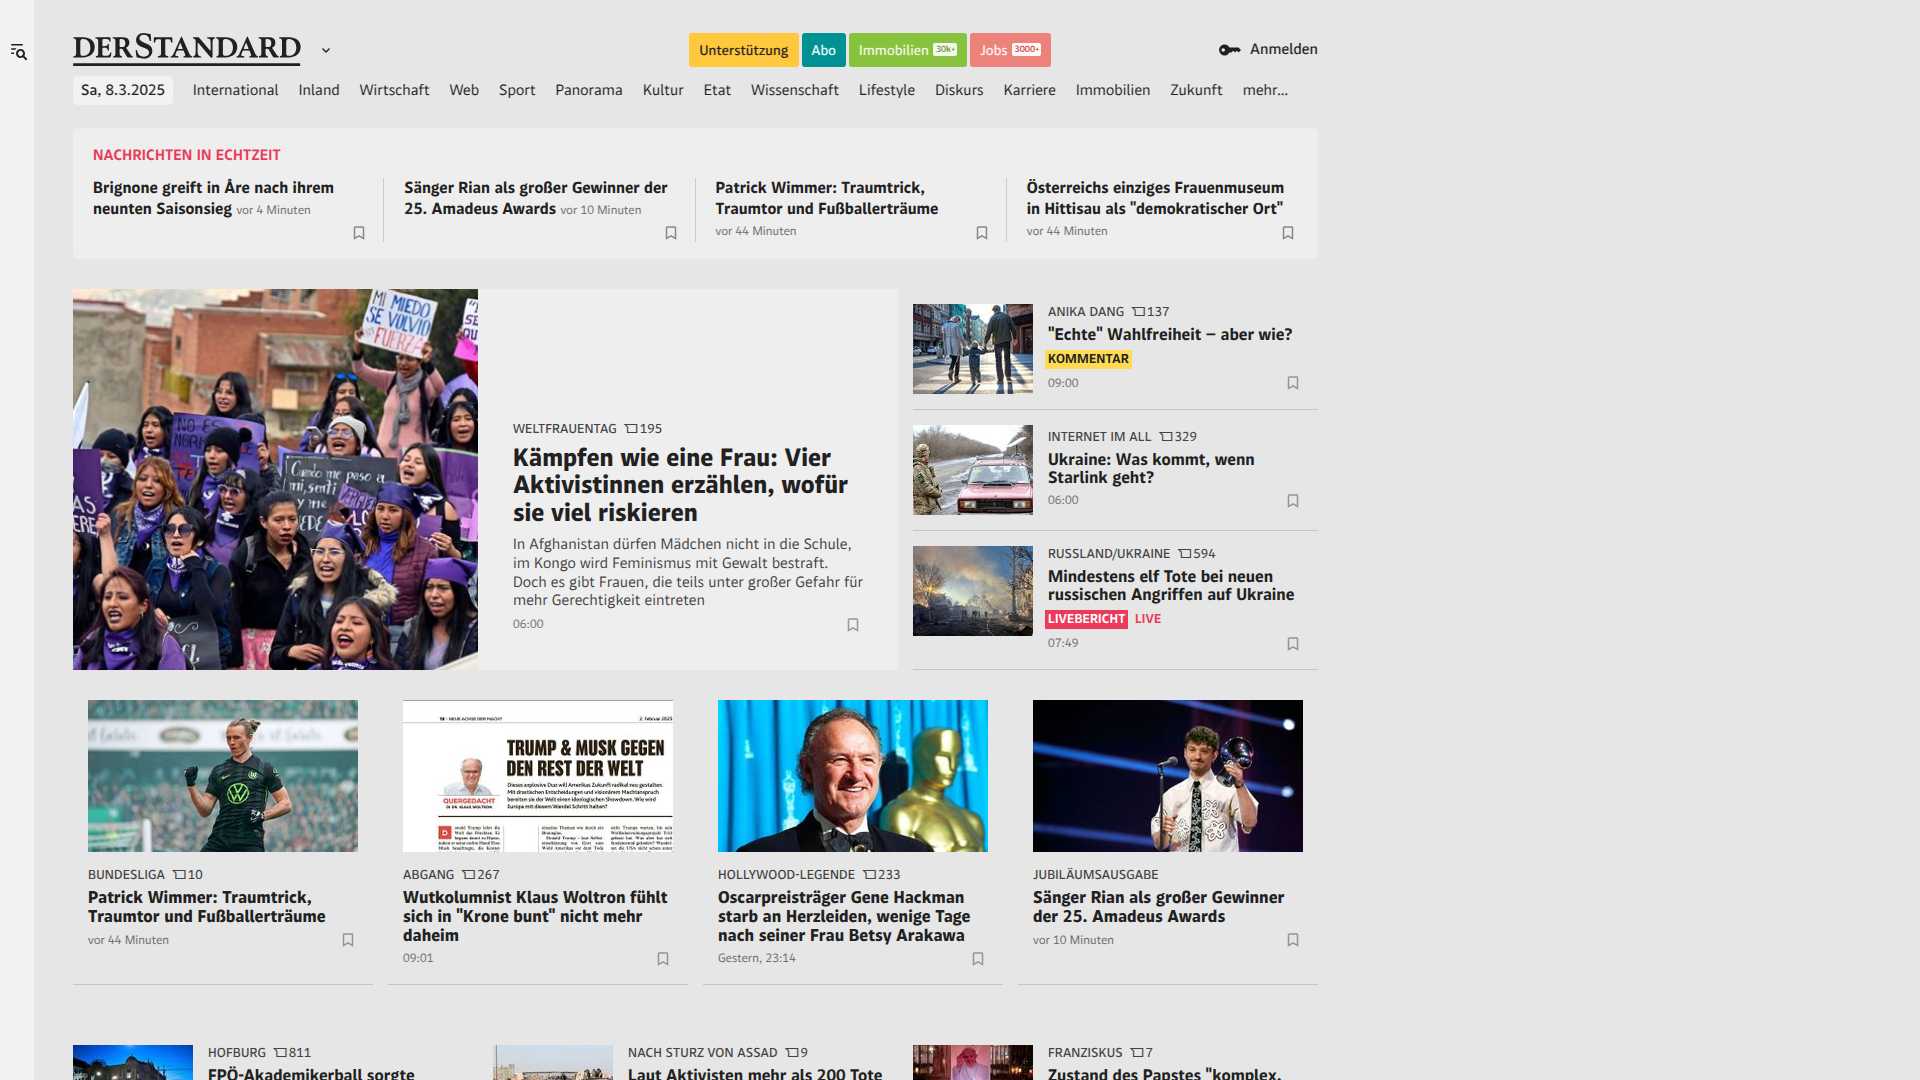 DERSTANDARD
Unterstützung
Abo
Immobilien 30k+
Jobs 3000+
Anmelden
Sa, 8.3.2025
International
Inland
Wirtschaft
Web
Sport
Panorama
Kultur
Etat
Wissenschaft
Lifestyle
Diskurs
Karriere
Immobilien
Zukunft
mehr...
NACHRICHTEN IN ECHTZEIT
Brignone greift in Åre nach ihrem
neunten Saisonsieg vor 4 Minuten
Sänger Rian als großer Gewinner der
25. Amadeus Awards vor 10 Minuten
Patrick Wimmer: Traumtrick,
Traumtor und Fußballerträume
vor 44 Minuten
Österreichs einziges Frauenmuseum
in Hittisau als "demokratischer Ort"
vor 44 Minuten
MI MIEDO
SE VOLVIÓ
FUERZA
WELTFRAUENTAG 195
Kämpfen wie eine Frau: Vier
Aktivistinnen erzählen, wofür
sie viel riskieren
In Afghanistan dürfen Mädchen nicht in die Schule,
im Kongo wird Feminismus mit Gewalt bestraft.
Doch es gibt Frauen, die teils unter großer Gefahr für
mehr Gerechtigkeit eintreten
06:00
ANIKA DANG 137
"Echte" Wahlfreiheit – aber wie?
KOMMENTAR
09:00
INTERNET IM ALL 329
Ukraine: Was kommt, wenn
Starlink geht?
06:00
RUSSLAND/UKRAINE 594
Mindestens elf Tote bei neuen
russischen Angriffen auf Ukraine
LIVEBERICHT LIVE
07:49
BUNDESLIGA 10
Patrick Wimmer: Traumtrick,
Traumtor und Fußballerträume
vor 44 Minuten
TRUMP & MUSK GEGEN
DEN REST DER WELT
QUERGEDACHT
ABGANG 267
Wutkolumnist Klaus Woltron fühlt
sich in "Krone bunt" nicht mehr
daheim
09:01
HOLLYWOOD-LEGENDE 233
Oscarpreisträger Gene Hackman
starb an Herzleiden, wenige Tage
nach seiner Frau Betsy Arakawa
Gestern, 23:14
JUBILÄUMSAUSGABE
Sänger Rian als großer Gewinner
der 25. Amadeus Awards
vor 10 Minuten
HOFBURG 811
FPÖ-Akademikerball sorgte
NACH STURZ VON ASSAD 9
Laut Aktivisten mehr als 200 Tote
FRANZISKUS 7
Zustand des Papstes "komplex,